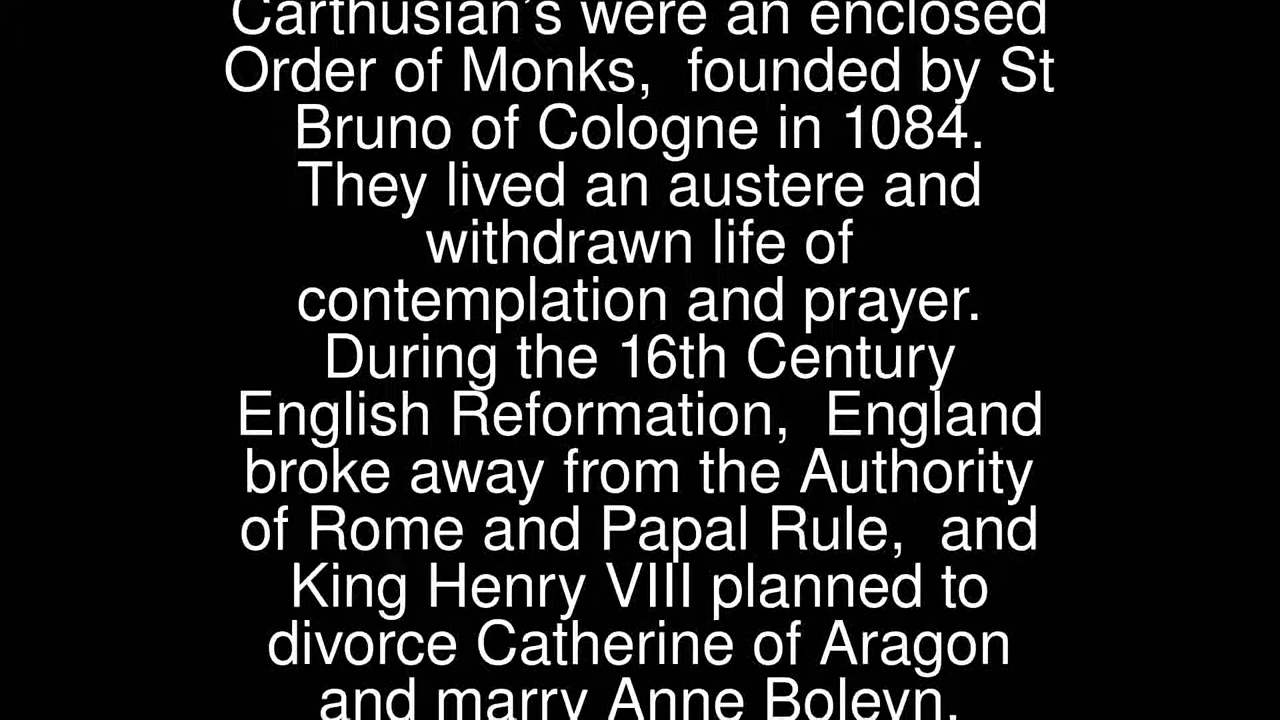 Carthusian's were an enclosed
Order of Monks,  founded by St
Bruno of Cologne in 1084.
They lived an austere and
withdrawn life of
contemplation and prayer.
During the 16th Century
English Reformation,  England
broke away from the Authority
of Rome and Papal Rule,  and
King Henry VIII planned to
divorce Catherine of Aragon
and marry Anne Boleyn.